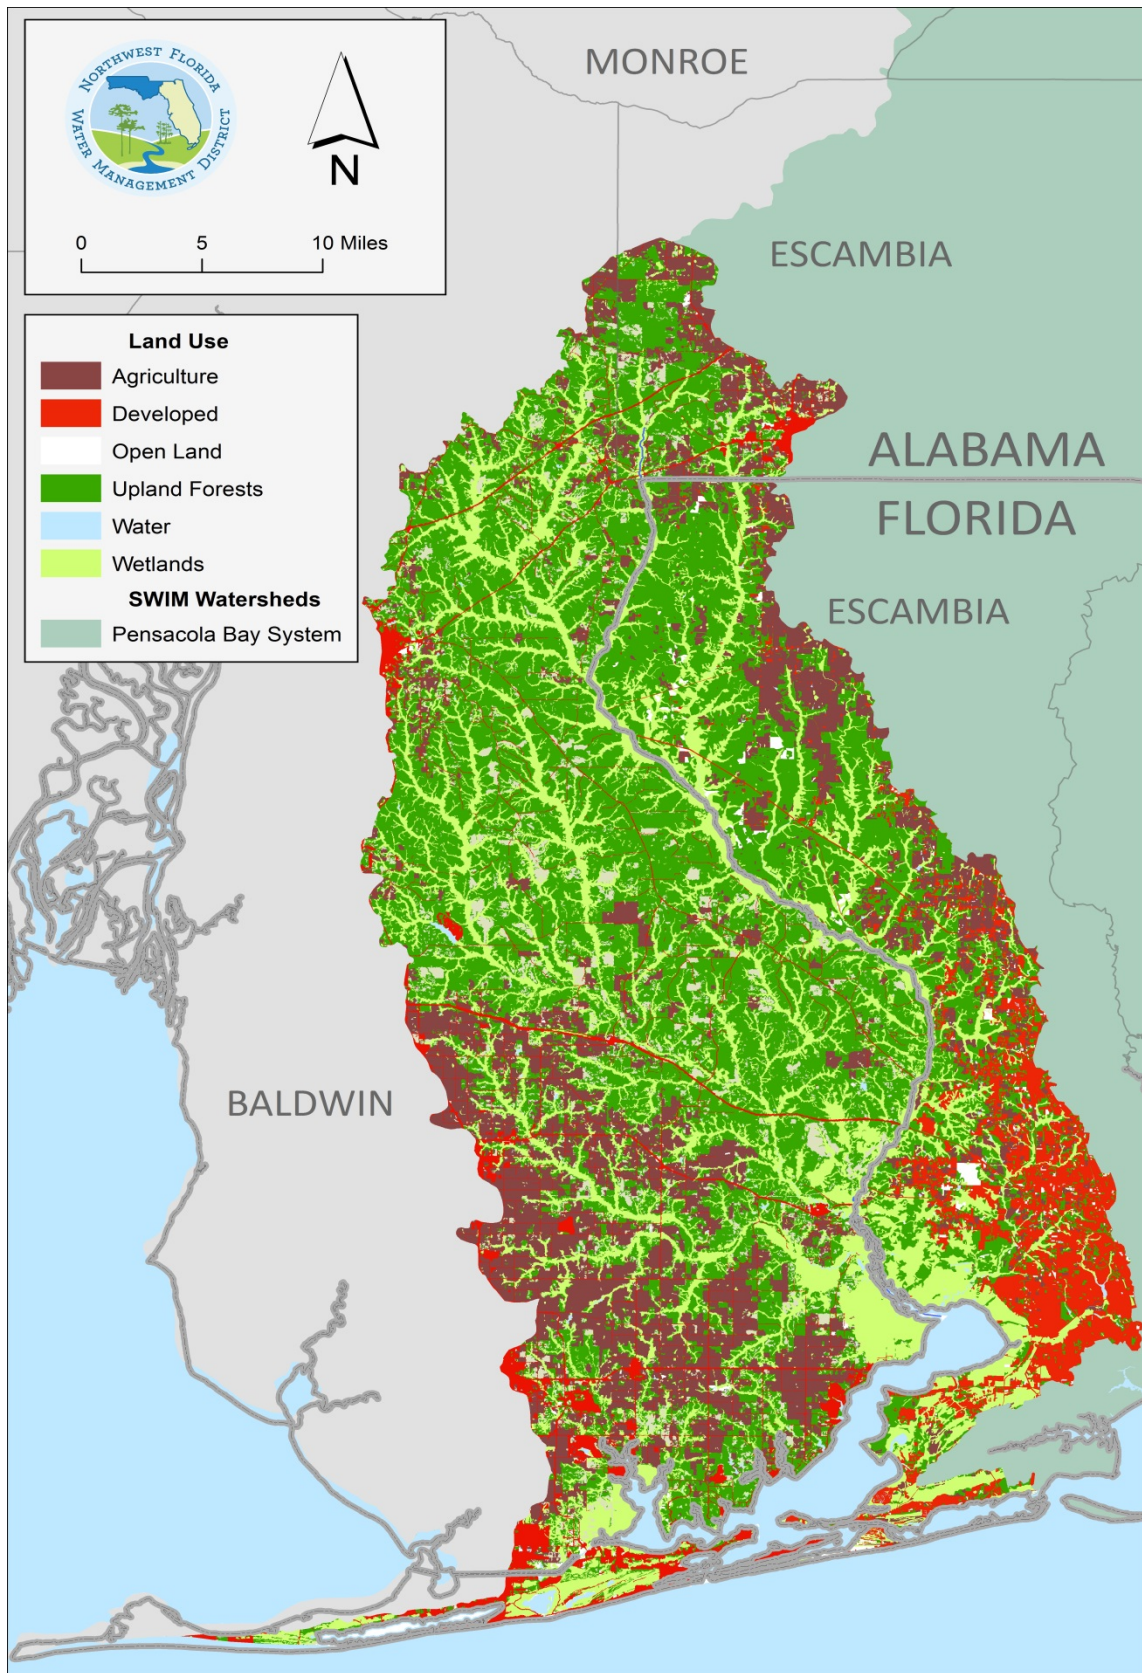 NORTHWEST FLORIDA
WATER MANAGEMENT DISTRICT
N
0 5 10 Miles
Land Use
Agriculture
Developed
Open Land
Upland Forests
Water
Wetlands
SWIM Watersheds
Pensacola Bay System
MONROE
ESCAMBIA
ALABAMA
FLORIDA
ESCAMBIA
BALDWIN